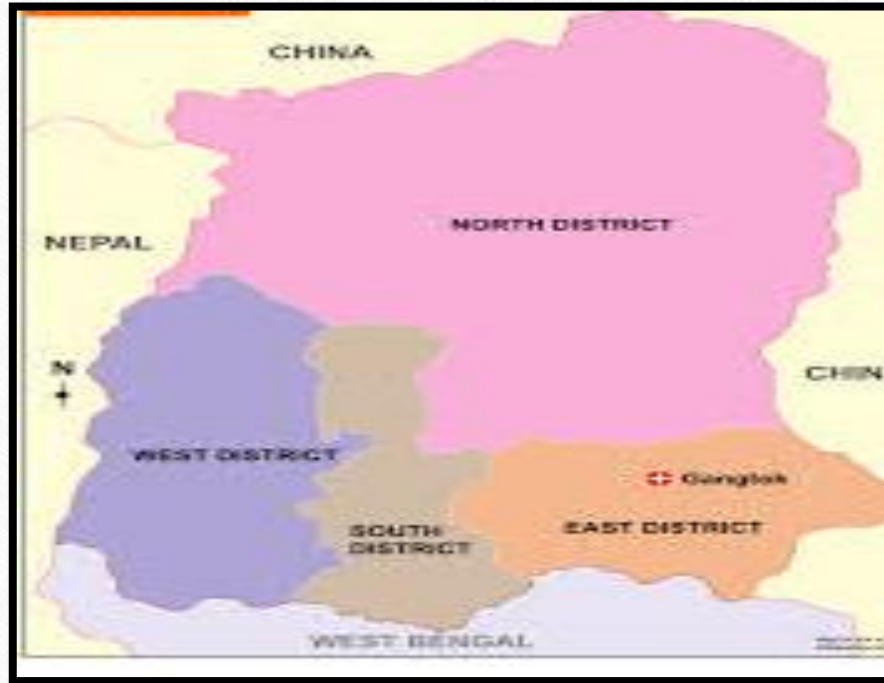 CHINA
NORTH DISTRICT
NEPAL
N
CHIN
WEST DISTRICT
Gangtok
SOUTH
DISTRICT
EAST DISTRICT
WEST BENGAL